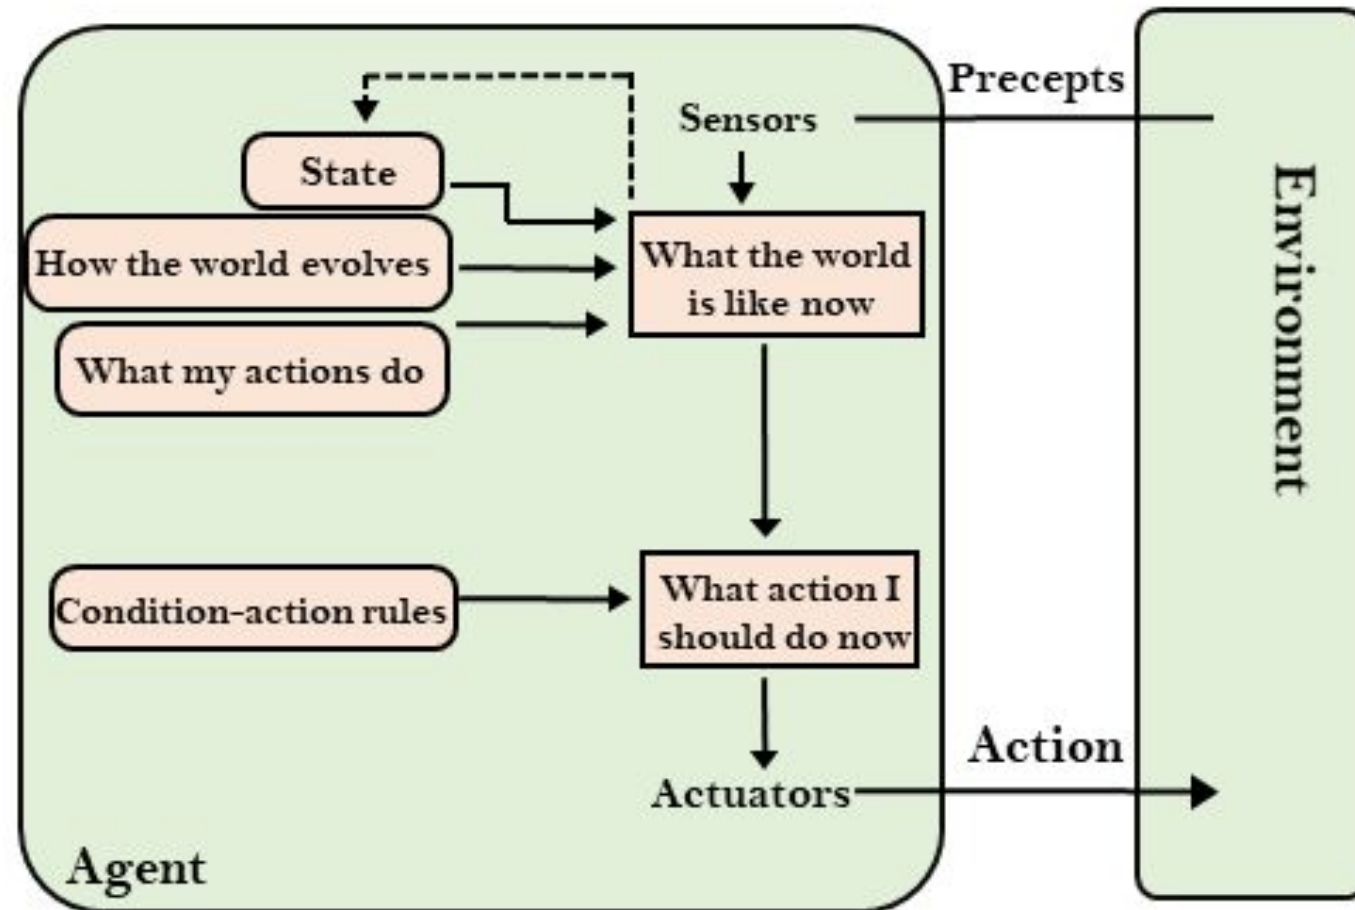 Precepts
Sensors
State
How the world evolves
What my actions do
What the world
is like now
Environment
Condition-action rules
What action I
should do now
Action
Actuators
Agent